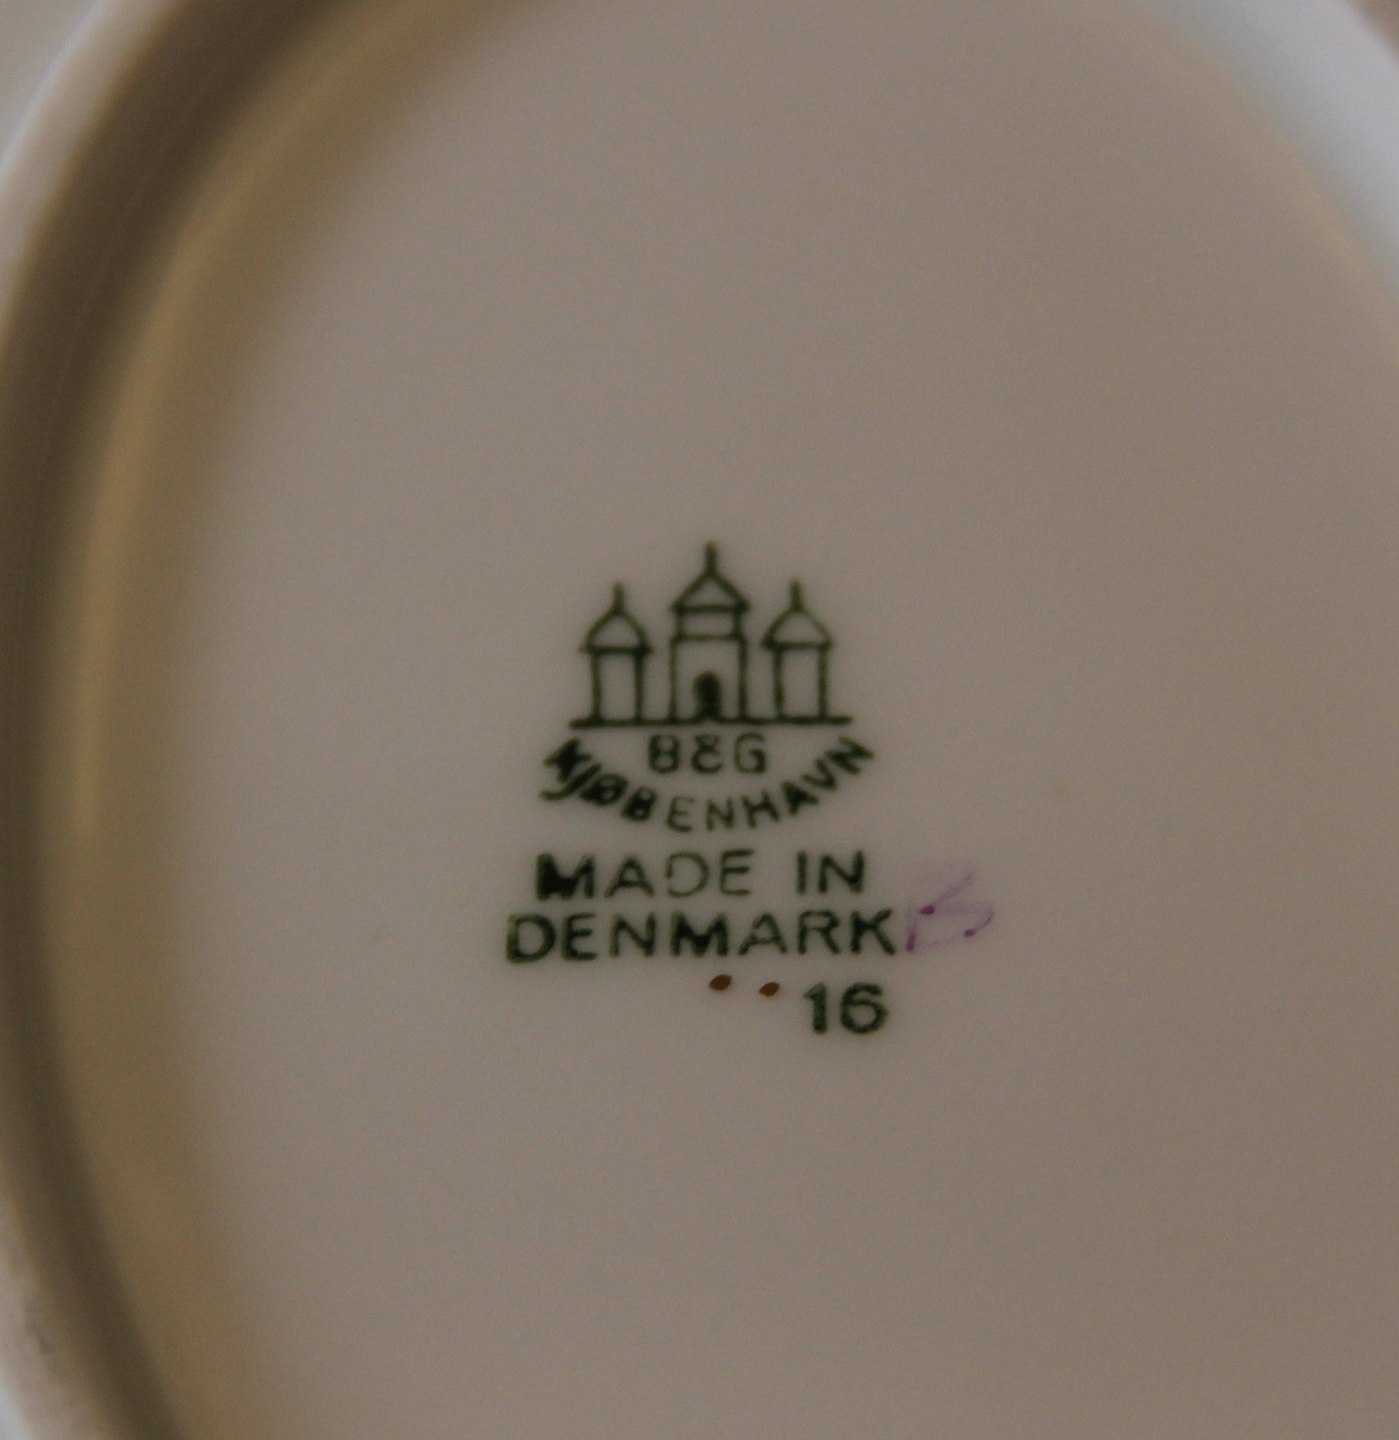 B&G
KJØBENHAVN
MADE IN
DENMARK B
16